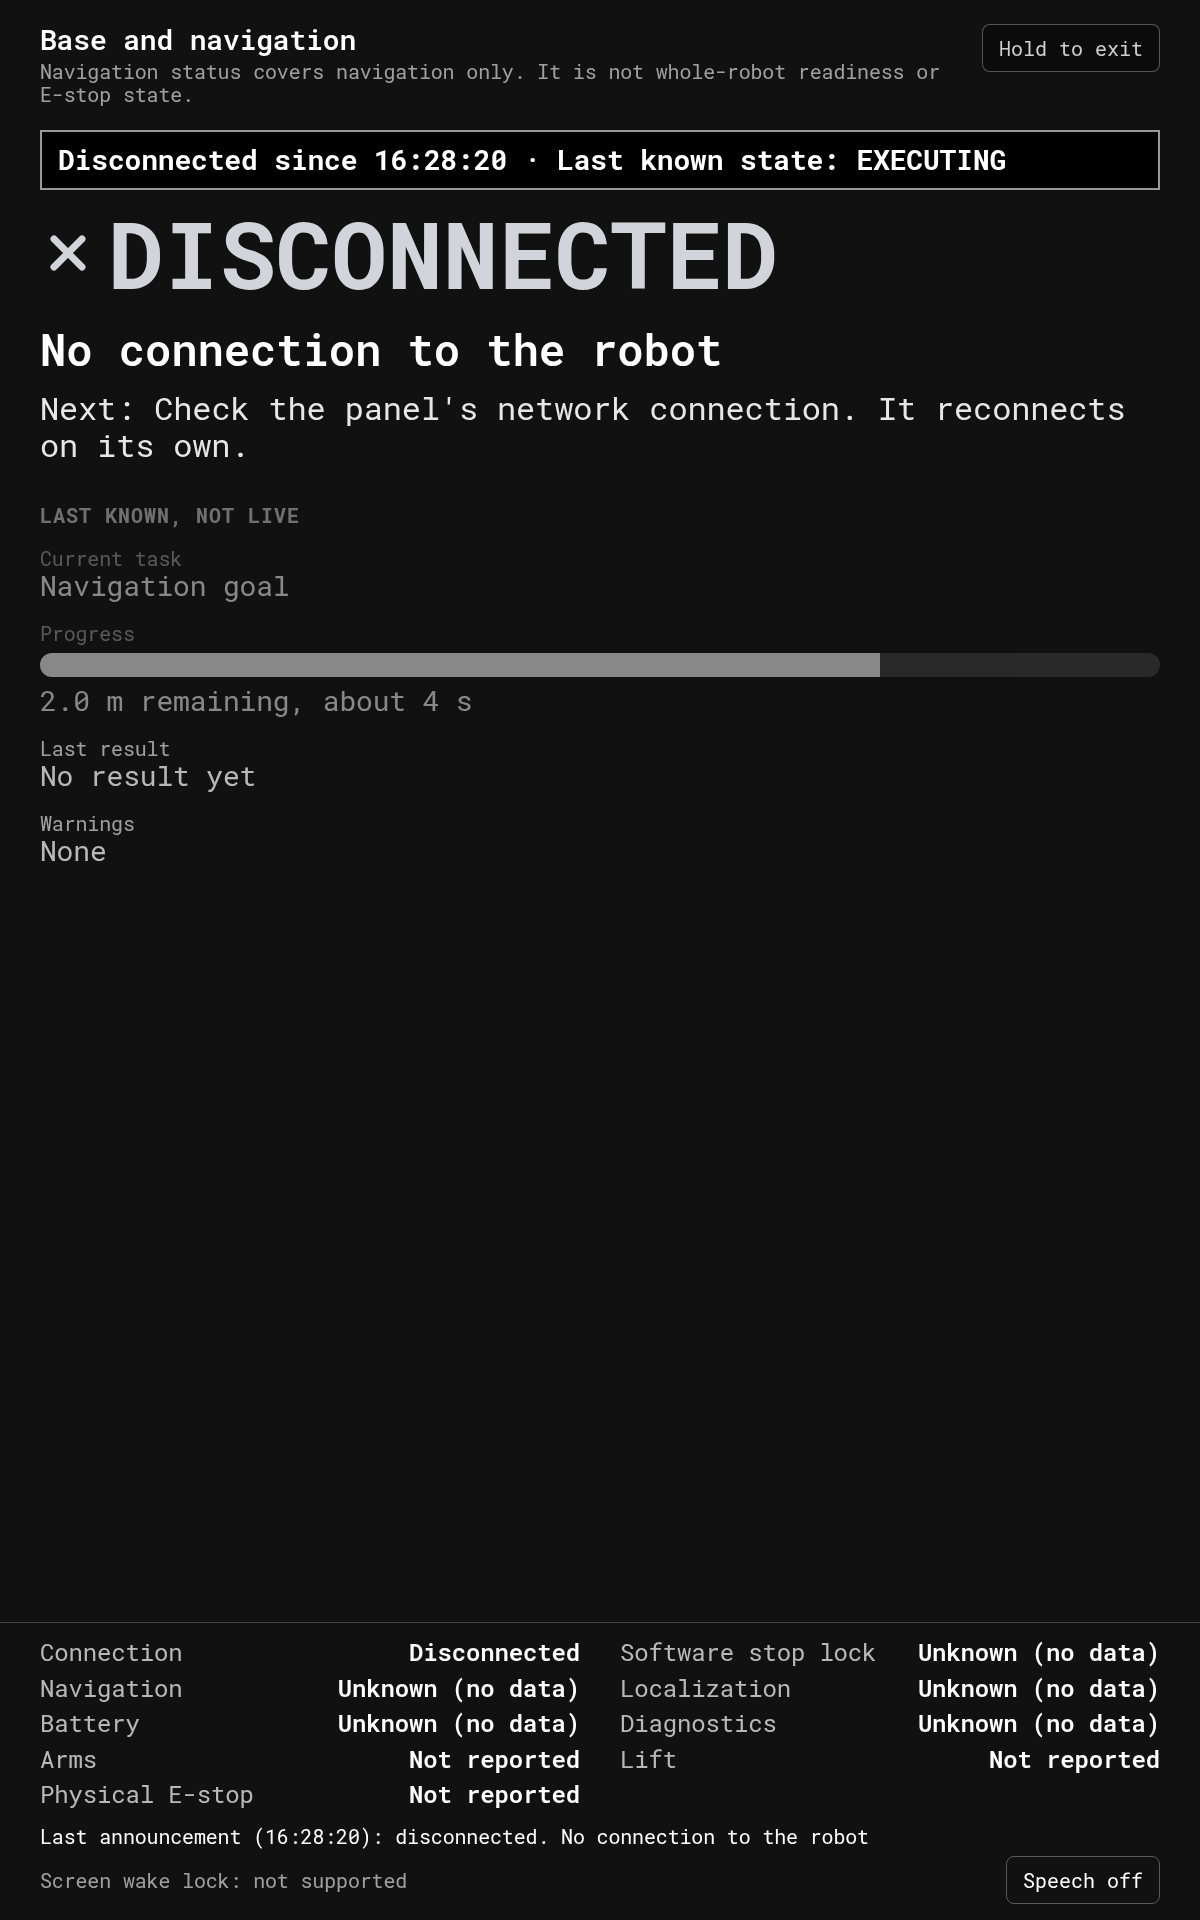 Base and navigation
Navigation status covers navigation only. It is not whole-robot readiness or
E-stop state.
Hold to exit
Disconnected since 16:28:20 · Last known state: EXECUTING
× DISCONNECTED
No connection to the robot
Next: Check the panel's network connection. It reconnects
on its own.
LAST KNOWN, NOT LIVE
Current task
Navigation goal
Progress
2.0 m remaining, about 4 s
Last result
No result yet
Warnings
None
Connection Disconnected Software stop lock Unknown (no data)
Navigation Unknown (no data) Localization Unknown (no data)
Battery Unknown (no data) Diagnostics Unknown (no data)
Arms Not reported Lift Not reported
Physical E-stop Not reported
Last announcement (16:28:20): disconnected. No connection to the robot
Screen wake lock: not supported
Speech off